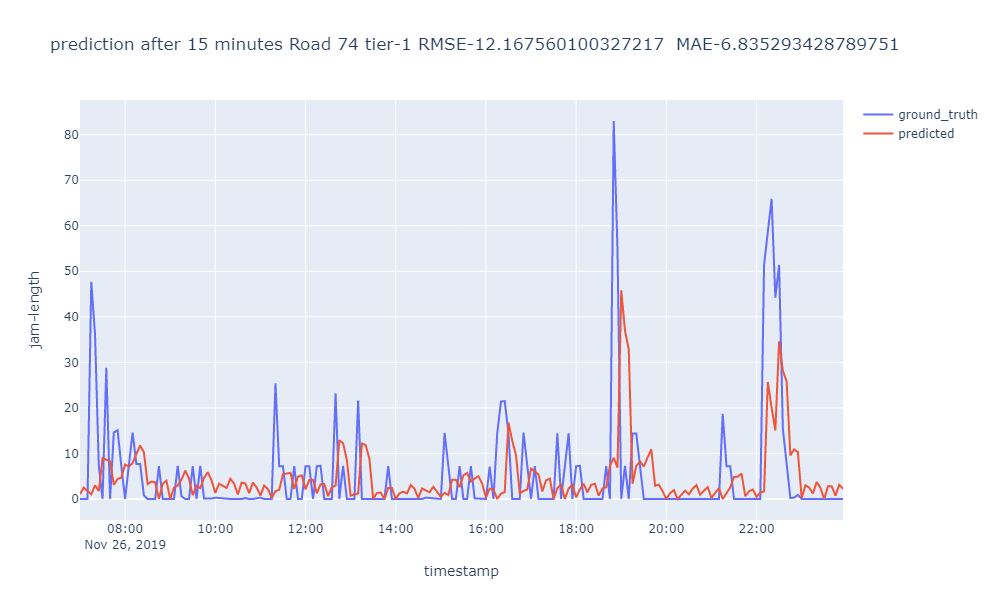 prediction after 15 minutes Road 74 tier-1 RMSE-12.167560100327217  MAE-6.835293428789751
ground_truth
predicted
80
70
60
50
40
30
20
10
0
jam-length
08:00 10:00 12:00 14:00 16:00 18:00 20:00 22:00
Nov 26, 2019
timestamp